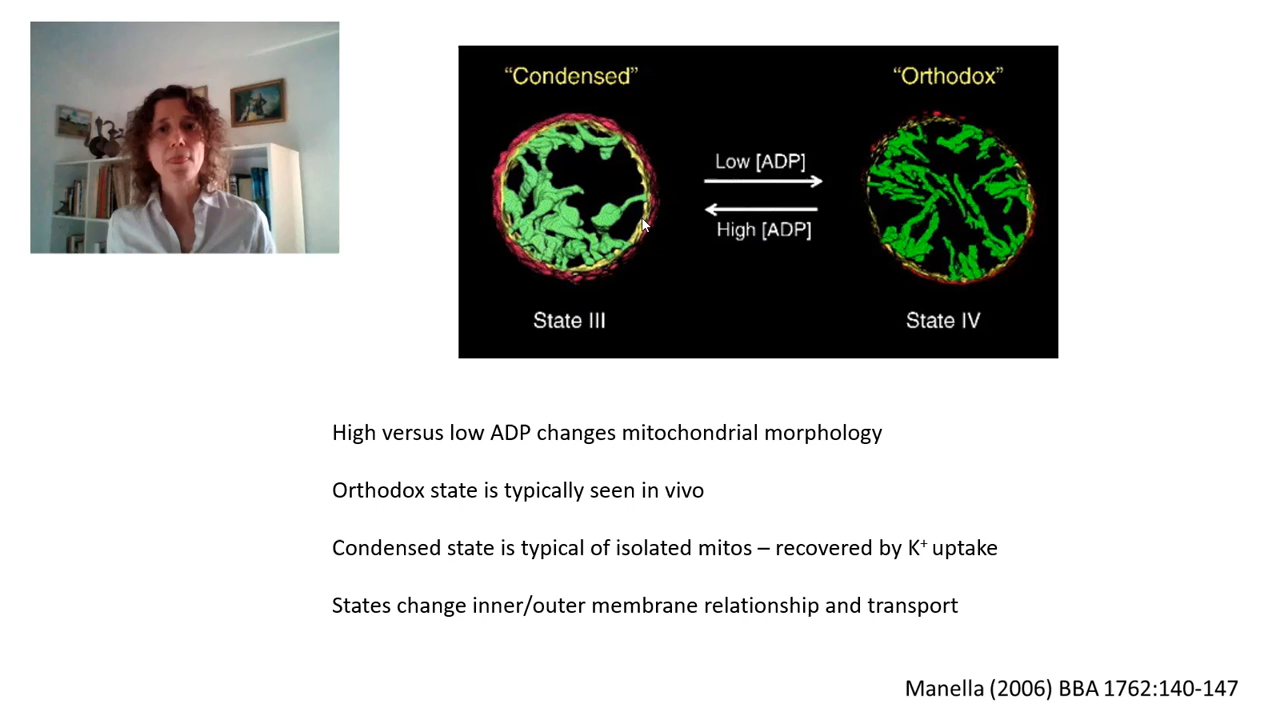 “Condensed”
“Orthodox”
Low [ADP]
High [ADP]
State III
State IV
High versus low ADP changes mitochondrial morphology
Orthodox state is typically seen in vivo
Condensed state is typical of isolated mitos – recovered by K⁺ uptake
States change inner/outer membrane relationship and transport
Manella (2006) BBA 1762:140-147